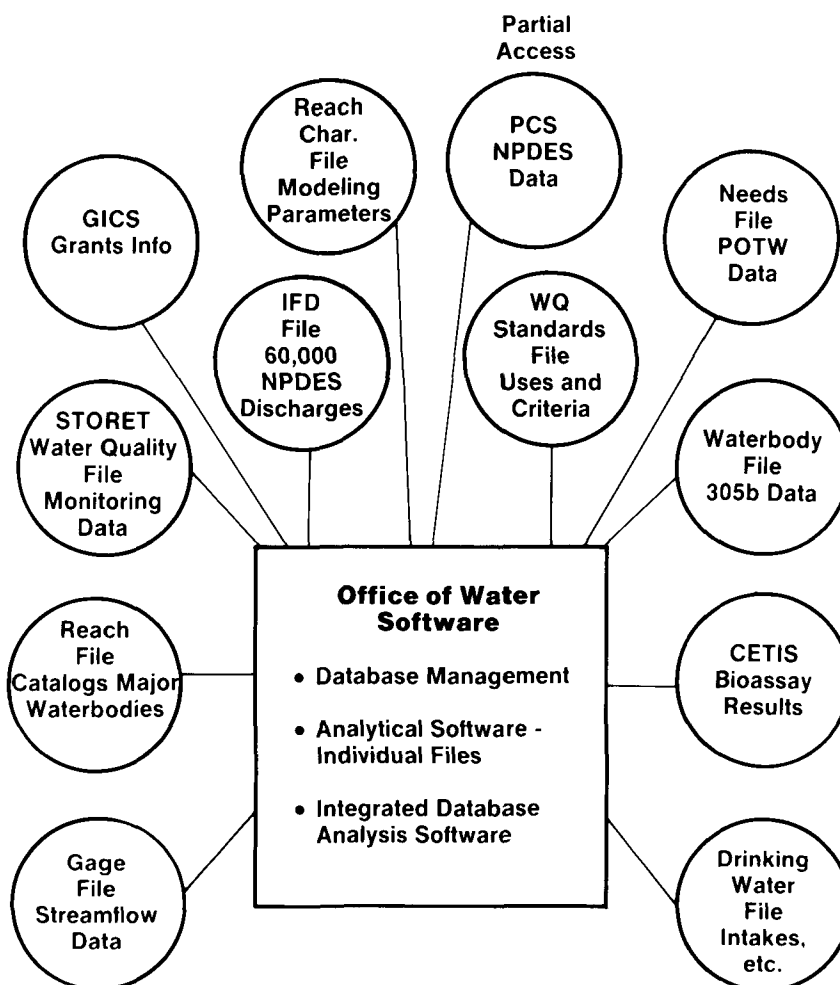 Partial
Access
Reach
Char.
File
Modeling
Parameters
PCS
NPDES
Data
GICS
Grants Info
Needs
File
POTW
Data
IFD
File
60,000
NPDES
Discharges
WQ
Standards
File
Uses and
Criteria
STORET
Water Quality
File
Monitoring
Data
Waterbody
File
305b Data
Office of Water
Software
• Database Management
• Analytical Software -
Individual Files
• Integrated Database
Analysis Software
Reach
File
Catalogs Major
Waterbodies
CETIS
Bioassay
Results
Gage
File
Streamflow
Data
Drinking
Water
File
Intakes,
etc.